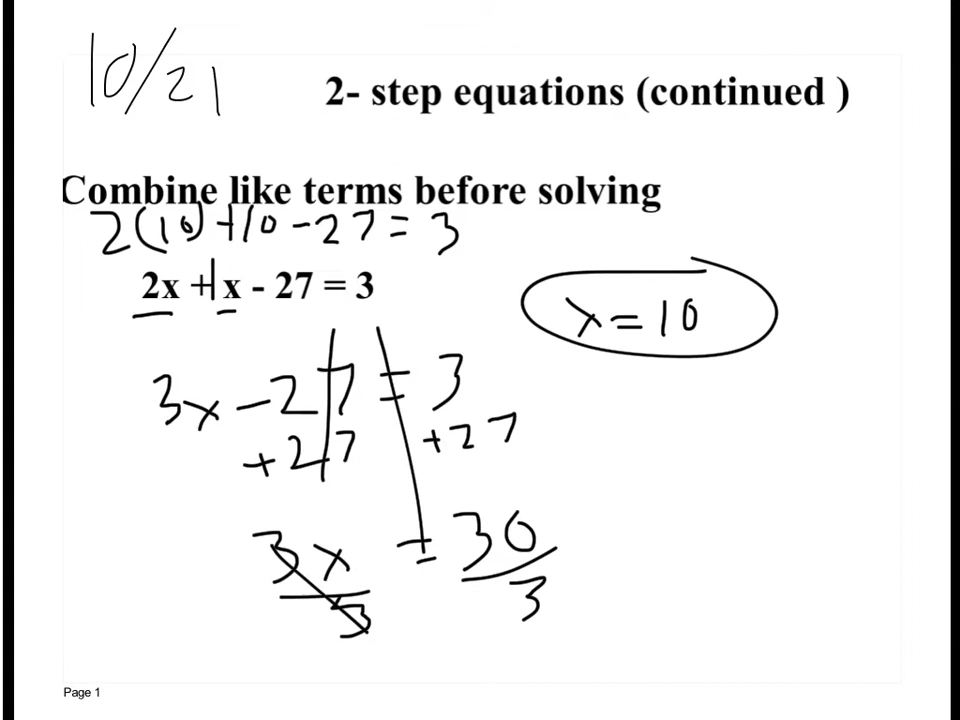 10/21
2- step equations (continued )
Combine like terms before solving
2(10)+10-27=3
2x +1x - 27 = 3
x=10
3x-27=3
+27 +27
3x = 30
3 3
Page 1